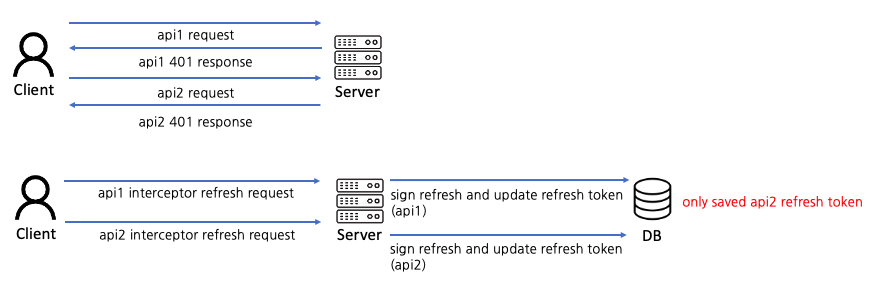 api1 request
api1 401 response
api2 request
api2 401 response
Client
Server
api1 interceptor refresh request
api2 interceptor refresh request
Client
Server
sign refresh and update refresh token
(api1)
sign refresh and update refresh token
(api2)
DB
only saved api2 refresh token